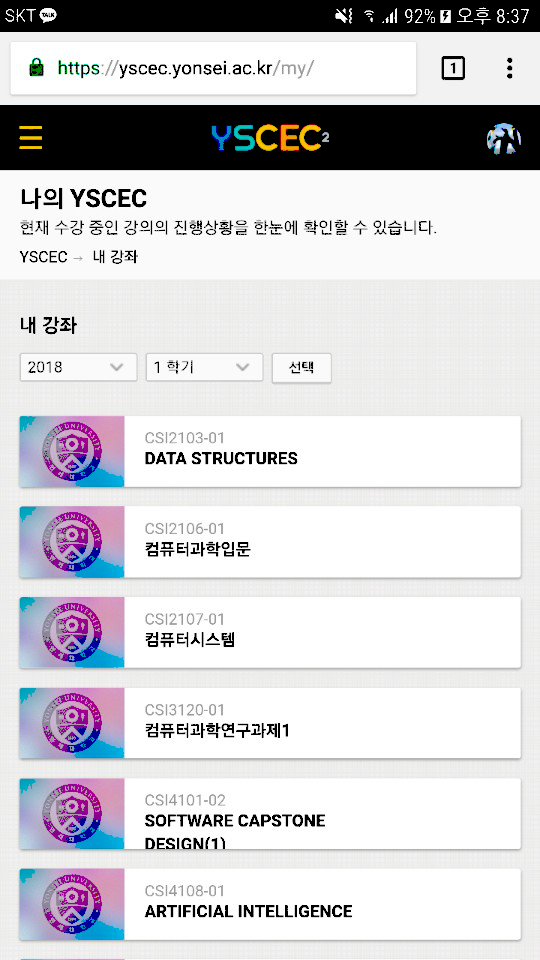 SKT TALK 92% 오후 8:37
https://yscec.yonsei.ac.kr/my/ 1
YSCEC2
나의 YSCEC
현재 수강 중인 강의의 진행상황을 한눈에 확인할 수 있습니다.
YSCEC → 내 강좌
내 강좌
2018 1 학기 선택
CSI2103-01
DATA STRUCTURES
CSI2106-01
컴퓨터과학입문
CSI2107-01
컴퓨터시스템
CSI3120-01
컴퓨터과학연구과제1
CSI4101-02
SOFTWARE CAPSTONE
DESIGN(1)
CSI4108-01
ARTIFICIAL INTELLIGENCE